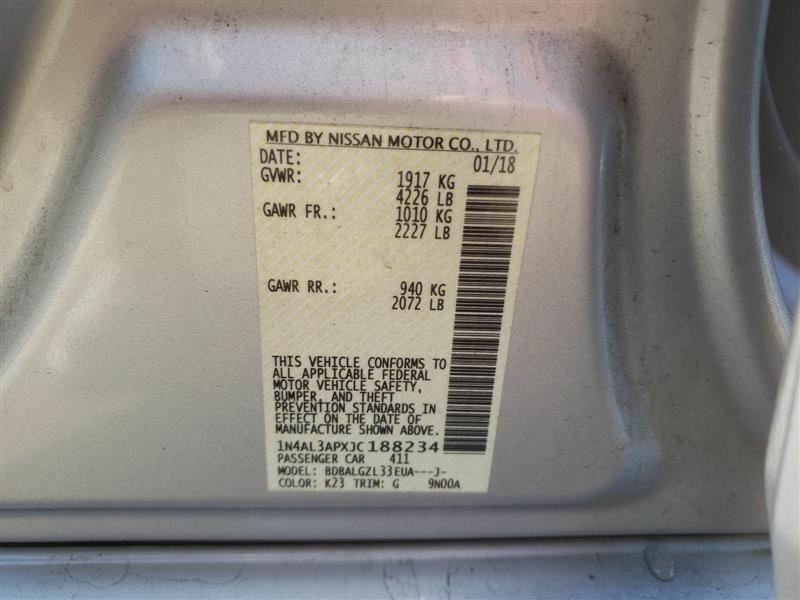 MFD BY NISSAN MOTOR CO., LTD.
DATE: 01/18
GVWR: 1917 KG
4226 LB
GAWR FR.: 1010 KG
2227 LB
GAWR RR.: 940 KG
2072 LB
THIS VEHICLE CONFORMS TO
ALL APPLICABLE FEDERAL
MOTOR VEHICLE SAFETY,
BUMPER, AND THEFT
PREVENTION STANDARDS IN
EFFECT ON THE DATE OF
MANUFACTURE SHOWN ABOVE.
1N4AL3APXJC188234
PASSENGER CAR 411
MODEL: BDBALGZL33EUA---J-
COLOR: K23 TRIM: G 9N00A